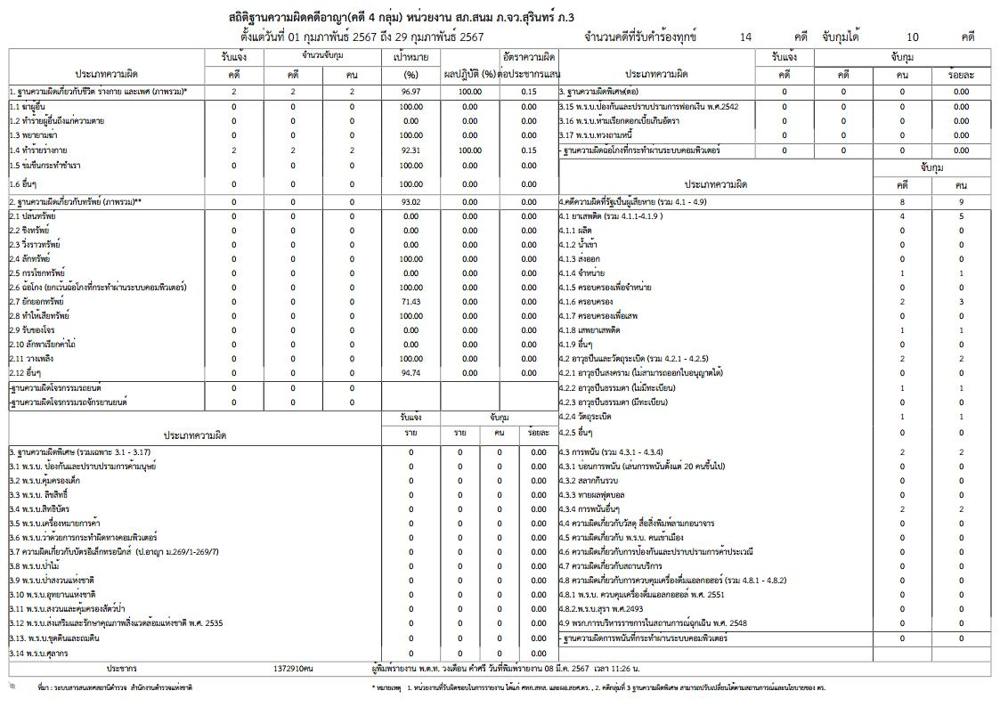 สถิติฐานความผิดคดีอาญา(คดี 4 กลุ่ม) หน่วยงาน สภ.สนม ภ.จว.สุรินทร์ ภ.3
ตั้งแต่วันที่ 01 กุมภาพันธ์ 2567 ถึง 29 กุมภาพันธ์ 2567 จำนวนคดีที่รับคำร้องทุกข์ 14 คดี จับกุมได้ 10 คดี
ประเภทความผิด รับแจ้ง คดี จำนวนจับกุม คดี คน เป้าหมาย (%) ผลปฏิบัติ (%) อัตราความผิด ต่อประชากรแสน
1. ฐานความผิดเกี่ยวกับชีวิต ร่างกาย และเพศ (ภาพรวม)* 2 2 2 96.97 100.00 0.15
1.1 ฆ่าผู้อื่น 0 0 0 100.00 0.00 0.00
1.2 ทำร้ายผู้อื่นถึงแก่ความตาย 0 0 0 0.00 0.00 0.00
1.3 พยายามฆ่า 0 0 0 100.00 0.00 0.00
1.4 ทำร้ายร่างกาย 2 2 2 92.31 100.00 0.15
1.5 ข่มขืนกระทำชำเรา 0 0 0 100.00 0.00 0.00
1.6 อื่นๆ 0 0 0 100.00 0.00 0.00
2. ฐานความผิดเกี่ยวกับทรัพย์ (ภาพรวม)** 0 0 0 93.02 0.00 0.00
2.1 ปล้นทรัพย์ 0 0 0 0.00 0.00 0.00
2.2 ชิงทรัพย์ 0 0 0 0.00 0.00 0.00
2.3 วิ่งราวทรัพย์ 0 0 0 0.00 0.00 0.00
2.4 ลักทรัพย์ 0 0 0 100.00 0.00 0.00
2.5 กรรโชกทรัพย์ 0 0 0 0.00 0.00 0.00
2.6 ฉ้อโกง (ยกเว้นฉ้อโกงที่กระทำผ่านระบบคอมพิวเตอร์) 0 0 0 100.00 0.00 0.00
2.7 ยักยอกทรัพย์ 0 0 0 71.43 0.00 0.00
2.8 ทำให้เสียทรัพย์ 0 0 0 100.00 0.00 0.00
2.9 รับของโจร 0 0 0 0.00 0.00 0.00
2.10 ลักพาเรียกค่าไถ่ 0 0 0 0.00 0.00 0.00
2.11 วางเพลิง 0 0 0 100.00 0.00 0.00
2.12 อื่นๆ 0 0 0 94.74 0.00 0.00
-ฐานความผิดโจรกรรมรถยนต์ 0 0 0
-ฐานความผิดโจรกรรมรถจักรยานยนต์ 0 0 0
ประเภทความผิด รับแจ้ง ราย จับกุม ราย คน ร้อยละ
3. ฐานความผิดพิเศษ (รวมเฉพาะ 3.1 - 3.17) 0 0 0 0.00
3.1 พ.ร.บ. ป้องกันและปราบปรามการค้ามนุษย์ 0 0 0 0.00
3.2 พ.ร.บ.คุ้มครองเด็ก 0 0 0 0.00
3.3 พ.ร.บ. ลิขสิทธิ์ 0 0 0 0.00
3.4 พ.ร.บ.สิทธิบัตร 0 0 0 0.00
3.5 พ.ร.บ.เครื่องหมายการค้า 0 0 0 0.00
3.6 พ.ร.บ.ว่าด้วยการกระทำผิดทางคอมพิวเตอร์ 0 0 0 0.00
3.7 ความผิดเกี่ยวกับบัตรอิเล็กทรอนิกส์ (ป.อาญา ม.269/1-269/7) 0 0 0 0.00
3.8 พ.ร.บ.ป่าไม้ 0 0 0 0.00
3.9 พ.ร.บ.ป่าสงวนแห่งชาติ 0 0 0 0.00
3.10 พ.ร.บ.อุทยานแห่งชาติ 0 0 0 0.00
3.11 พ.ร.บ.สงวนและคุ้มครองสัตว์ป่า 0 0 0 0.00
3.12 พ.ร.บ.ส่งเสริมและรักษาคุณภาพสิ่งแวดล้อมแห่งชาติ พ.ศ. 2535 0 0 0 0.00
3.13. พ.ร.บ.ขุดดินและถมดิน 0 0 0 0.00
3.14 พ.ร.บ.ศุลากร 0 0 0 0.00
ประเภทความผิด รับแจ้ง คดี จับกุม คดี คน ร้อยละ
3. ฐานความผิดพิเศษ(ต่อ) 0 0 0 0.00
3.15 พ.ร.บ.ป้องกันและปราบปรามการฟอกเงิน พ.ศ.2542 0 0 0 0.00
3.16 พ.ร.บ.ห้ามเรียกดอกเบี้ยเกินอัตรา 0 0 0 0.00
3.17 พ.ร.บ.ทวงถามหนี้ 0 0 0 0.00
- ฐานความผิดฉ้อโกงที่กระทำผ่านระบบคอมพิวเตอร์ 0 0 0 0.00
ประเภทความผิด จับกุม คดี คน
4.คดีความผิดที่รัฐเป็นผู้เสียหาย (รวม 4.1 - 4.9) 8 9
4.1 ยาเสพติด (รวม 4.1.1-4.1.9 ) 4 5
4.1.1 ผลิต 0 0
4.1.2 นำเข้า 0 0
4.1.3 ส่งออก 0 0
4.1.4 จำหน่าย 1 1
4.1.5 ครอบครองเพื่อจำหน่าย 0 0
4.1.6 ครอบครอง 2 3
4.1.7 ครอบครองเพื่อเสพ 0 0
4.1.8 เสพยาเสพติด 1 1
4.1.9 อื่นๆ 0 0
4.2 อาวุธปืนและวัตถุระเบิด (รวม 4.2.1 - 4.2.5) 2 2
4.2.1 อาวุธปืนสงคราม (ไม่สามารถออกใบอนุญาตได้) 0 0
4.2.2 อาวุธปืนธรรมดา (ไม่มีทะเบียน) 1 1
4.2.3 อาวุธปืนธรรมดา (มีทะเบียน) 0 0
4.2.4 วัตถุระเบิด 1 1
4.2.5 อื่นๆ 0 0
4.3 การพนัน (รวม 4.3.1 - 4.3.4) 2 2
4.3.1 บ่อนการพนัน (เล่นการพนันตั้งแต่ 20 คนขึ้นไป) 0 0
4.3.2 สลากกินรวบ 0 0
4.3.3 ทายผลฟุตบอล 0 0
4.3.4 การพนันอื่นๆ 2 2
4.4 ความผิดเกี่ยวกับวัสดุ สื่อสิ่งพิมพ์ลามกอนาจาร 0 0
4.5 ความผิดเกี่ยวกับ พ.ร.บ. คนเข้าเมือง 0 0
4.6 ความผิดเกี่ยวกับการป้องกันและปราบปรามการค้าประเวณี 0 0
4.7 ความผิดเกี่ยวกับสถานบริการ 0 0
4.8 ความผิดเกี่ยวกับการควบคุมเครื่องดื่มแอลกอฮอร์ (รวม 4.8.1 - 4.8.2) 0 0
4.8.1 พ.ร.บ. ควบคุมเครื่องดื่มแอลกอฮอล์ พ.ศ. 2551 0 0
4.8.2.พ.ร.บ.สุรา พ.ศ.2493 0 0
4.9 พรก.การบริหารราชการในสถานการณ์ฉุกเฉิน พ.ศ. 2548 0 0
- ฐานความผิดการพนันที่กระทำผ่านระบบคอมพิวเตอร์ 0 0
ประชากร 1372910คน ผู้พิมพ์รายงาน พ.ต.ท. วงเดือน คำศรี วันที่พิมพ์รายงาน 08 มี.ค. 2567 เวลา 11:26 น.
ที่มา : ระบบสารสนเทศสถานีตำรวจ สำนักงานตำรวจแห่งชาติ
* หมายเหตุ 1. หน่วยงานที่รับผิดชอบในการรายงาน ได้แก่ ศทก.สทส. และผอ.สยศ.ตร. , 2. คดีกลุ่มที่ 3 ฐานความผิดพิเศษ สามารถปรับเปลี่ยนได้ตามสถานการณ์และนโยบายของ ตร.